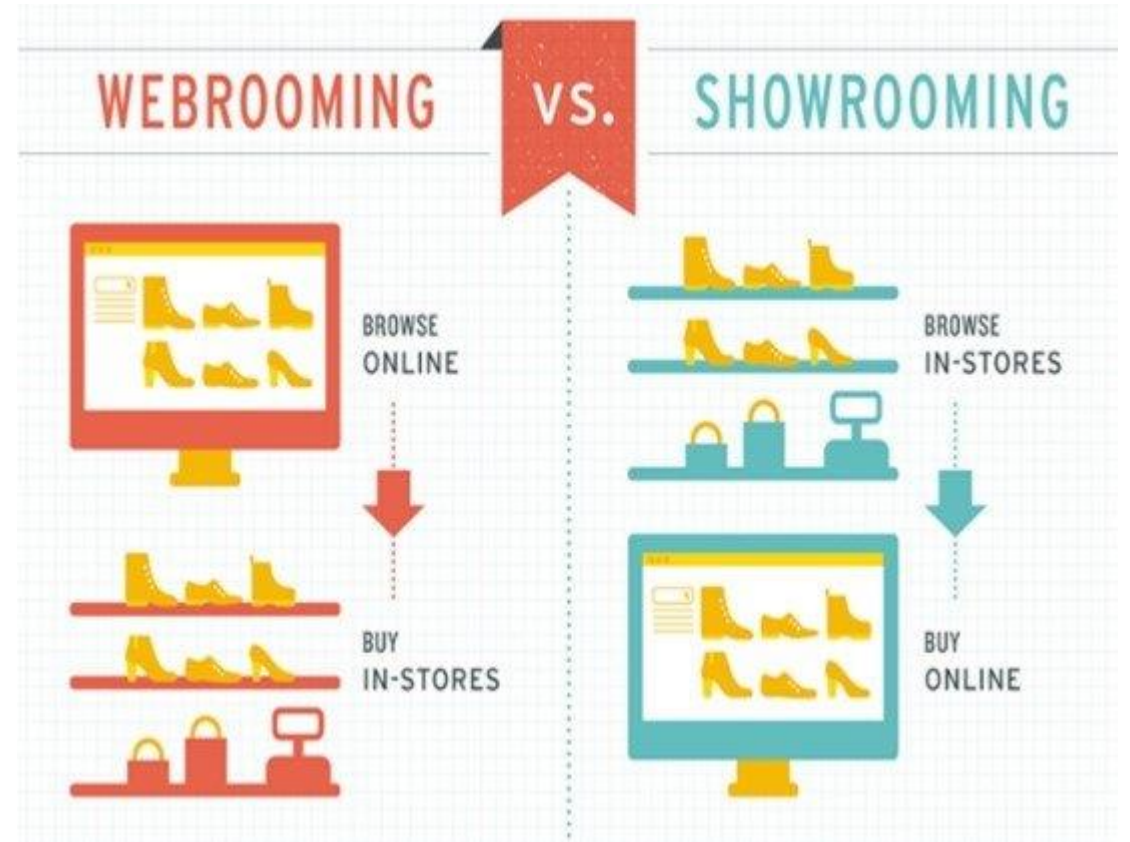 WEBROOMING
VS.
SHOWROOMING
BROWSE
ONLINE
BUY
IN-STORES
BROWSE
IN-STORES
BUY
ONLINE